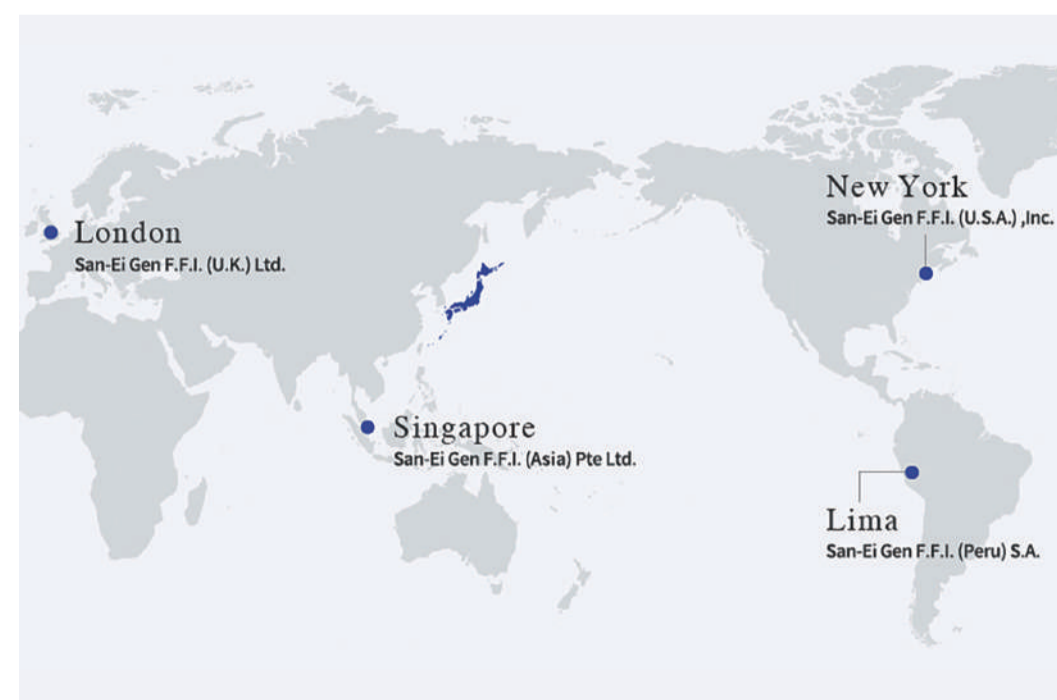 New York
San-Ei Gen F.F.I. (U.S.A.) ,Inc.
London
San-Ei Gen F.F.I. (U.K.) Ltd.
Singapore
San-Ei Gen F.F.I. (Asia) Pte Ltd.
Lima
San-Ei Gen F.F.I. (Peru) S.A.